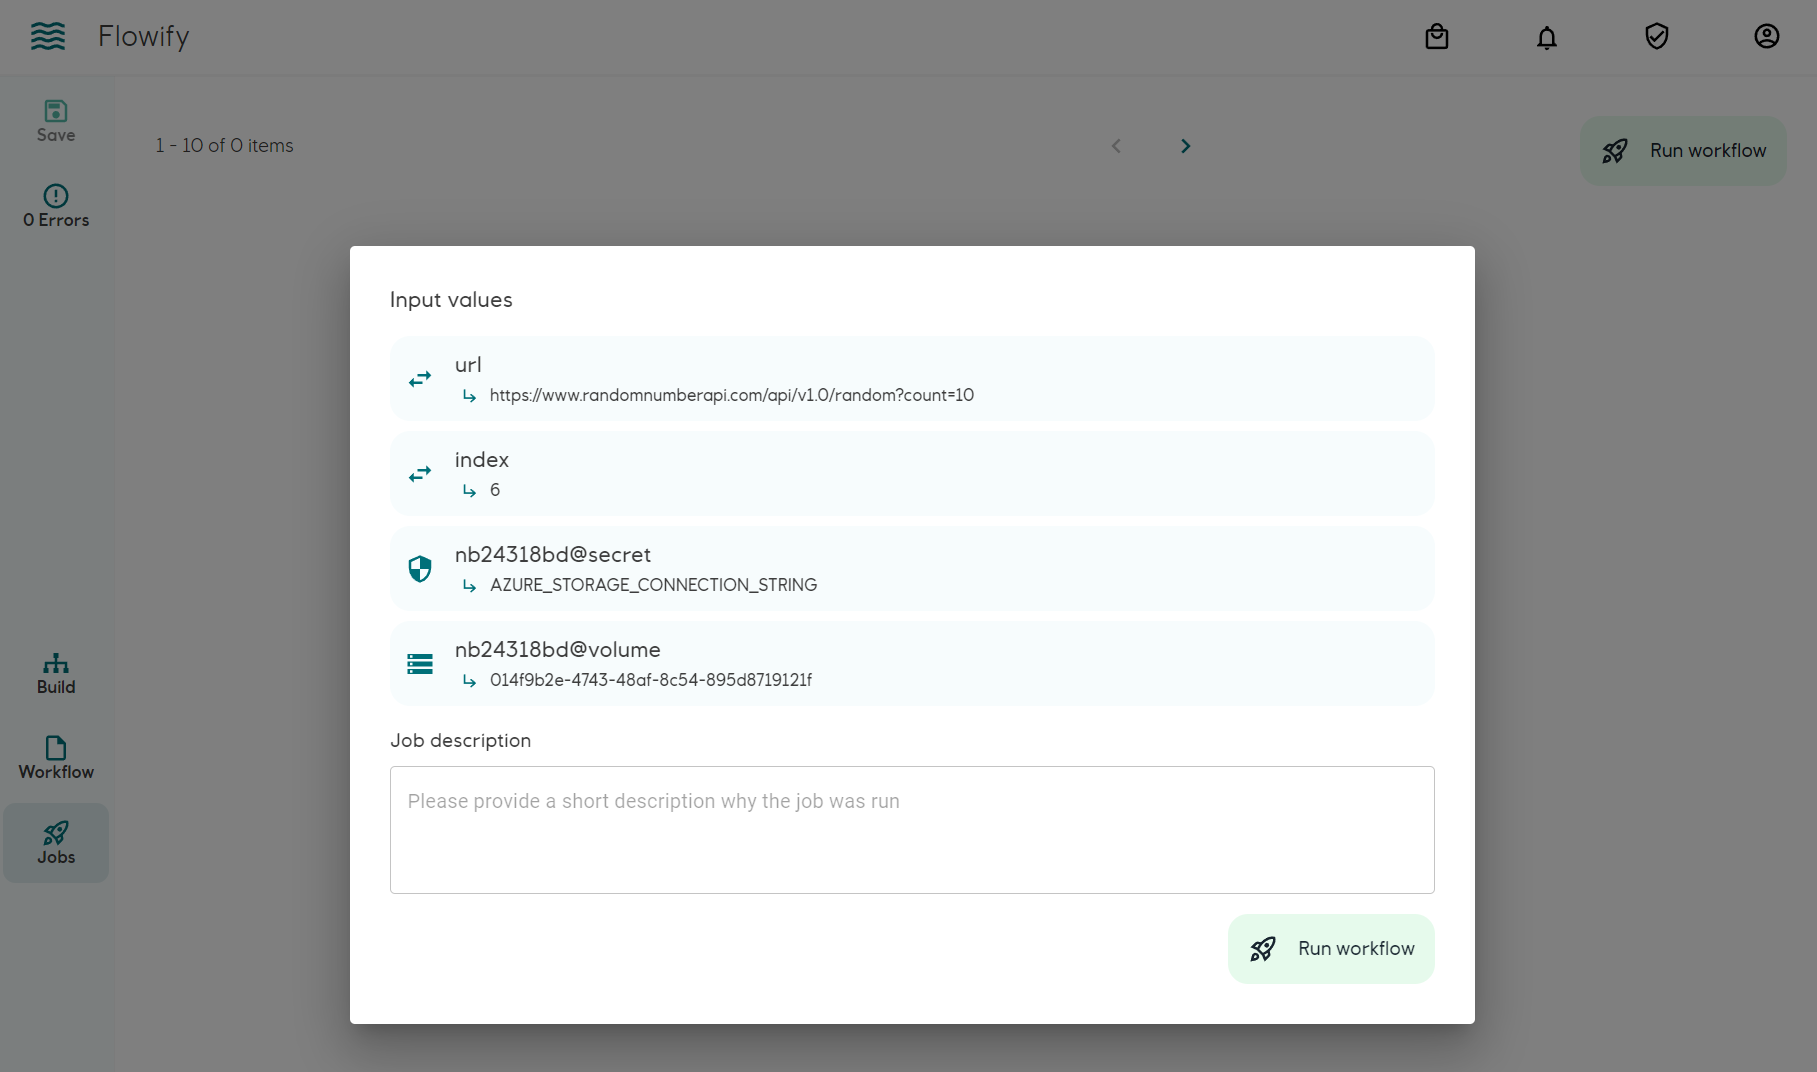 Flowify
Save
1 - 10 of 0 items
Run workflow
0 Errors
Input values
url
https://www.randomnumberapi.com/api/v1.0/random?count=10
index
6
nb24318bd@secret
AZURE_STORAGE_CONNECTION_STRING
nb24318bd@volume
014f9b2e-4743-48af-8c54-895d8719121f
Build
Job description
Workflow
Please provide a short description why the job was run
Jobs
Run workflow